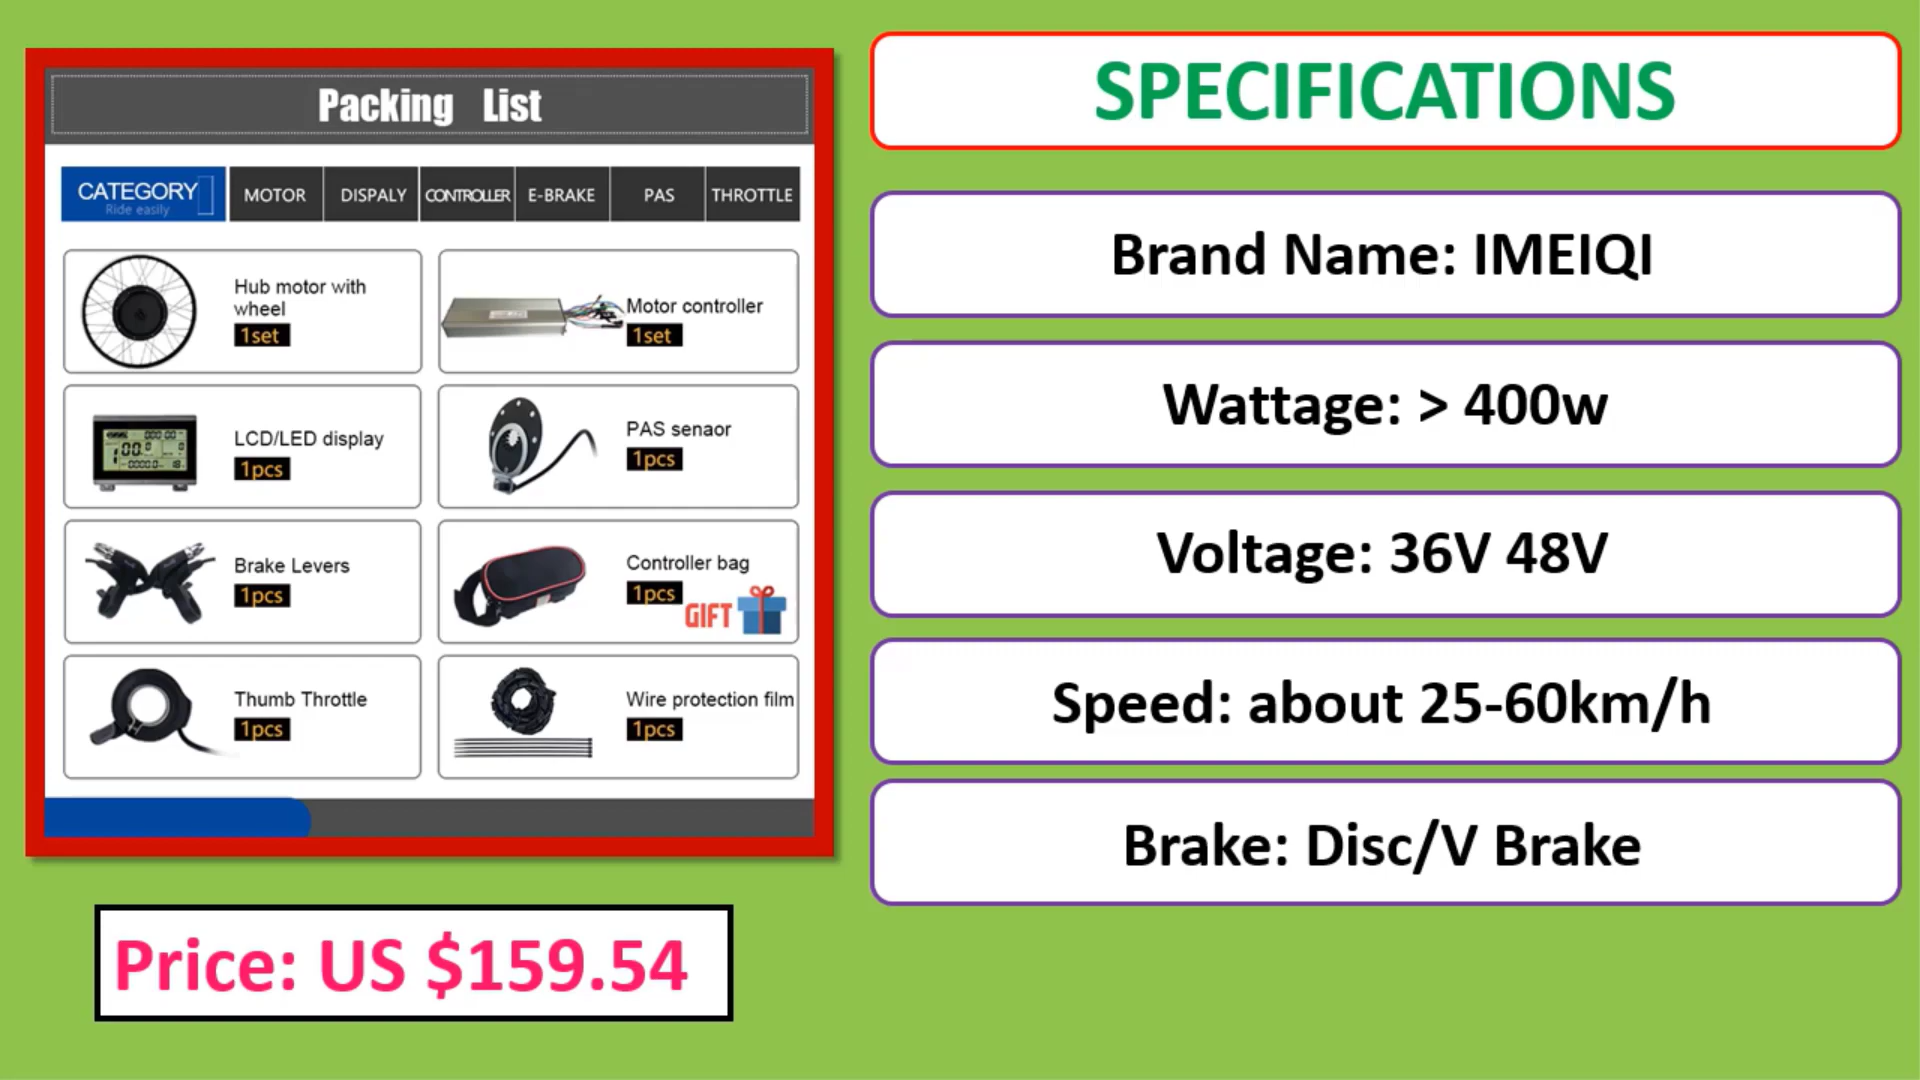 Packing List
CATEGORY
Ride easily
MOTOR
DISPALY
CONTROLLER
E-BRAKE
PAS
THROTTLE
Hub motor with
wheel
1set
Motor controller
1set
LCD/LED display
1pcs
PAS senaor
1pcs
Brake Levers
1pcs
Controller bag
1pcs
GIFT
Thumb Throttle
1pcs
Wire protection film
1pcs
Price: US $159.54
SPECIFICATIONS
Brand Name: IMEIQI
Wattage: > 400w
Voltage: 36V 48V
Speed: about 25-60km/h
Brake: Disc/V Brake